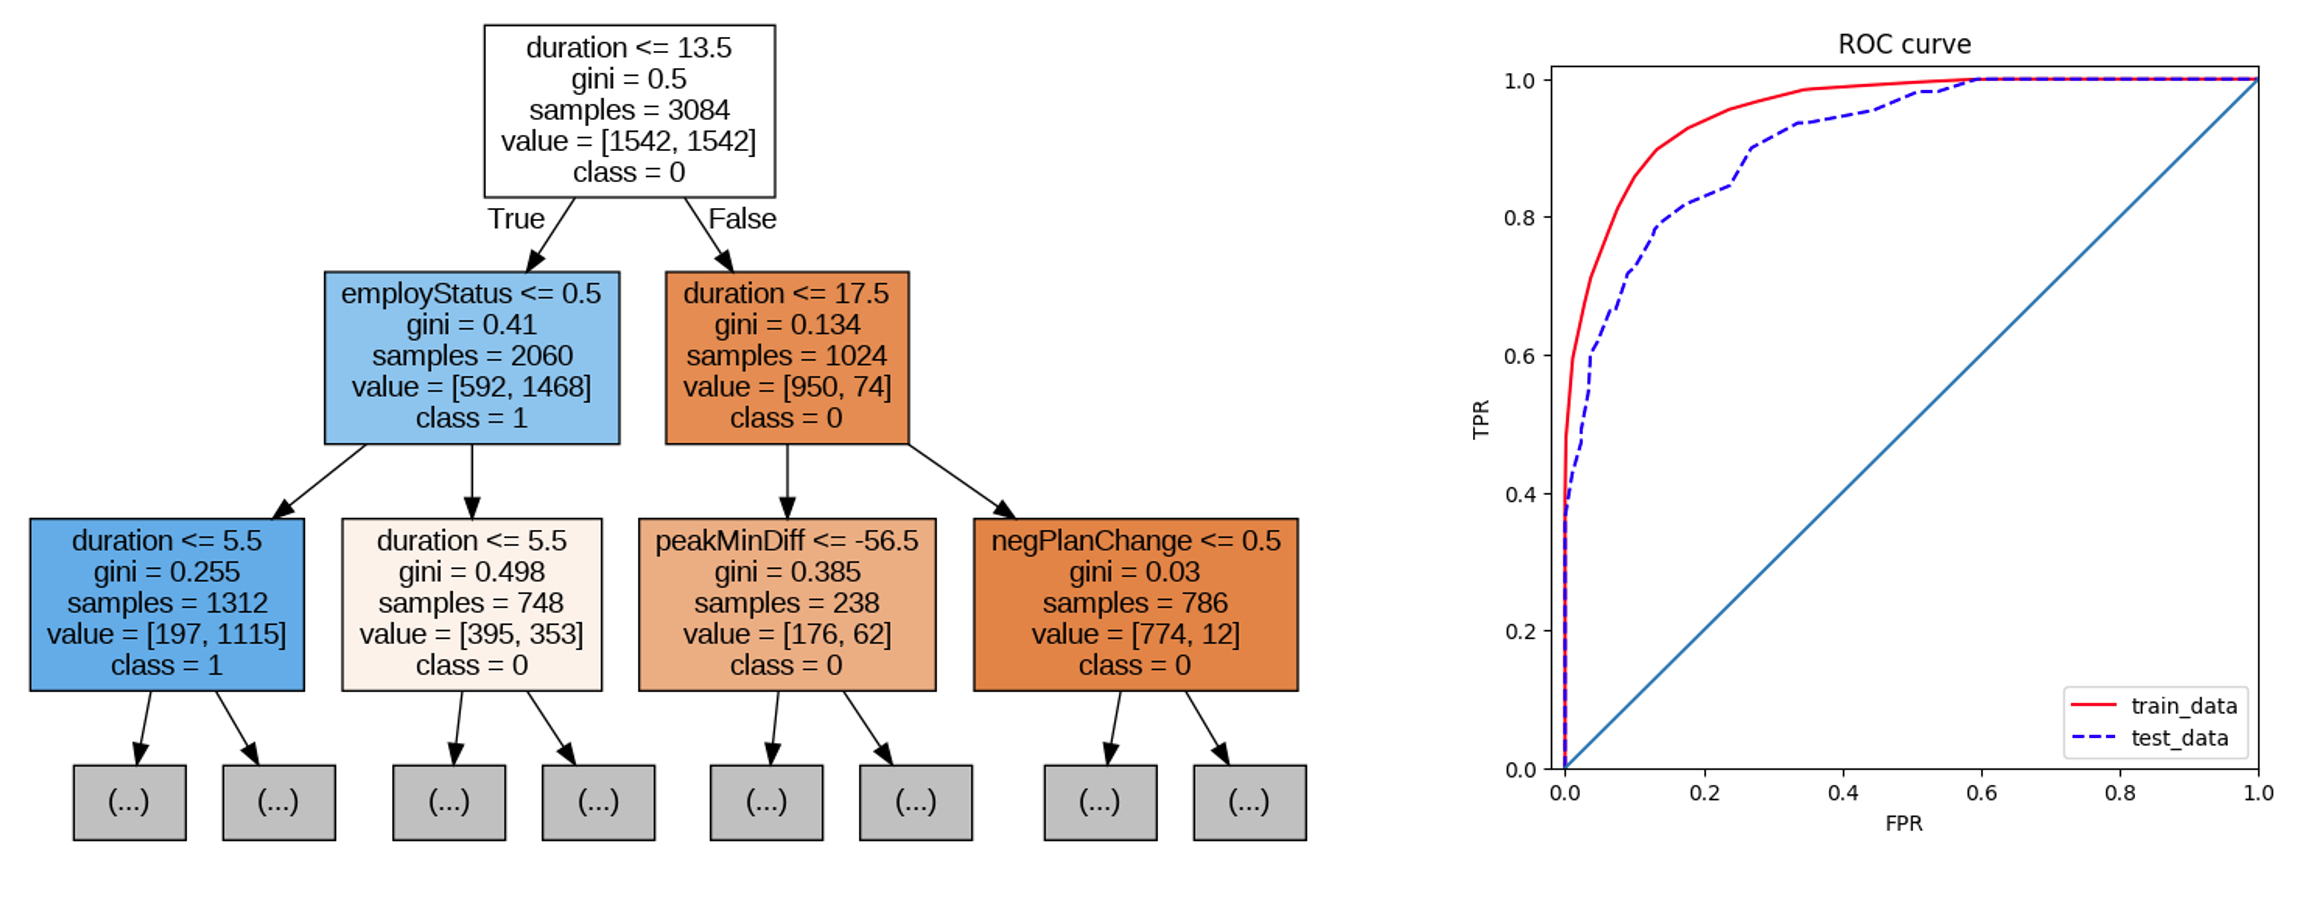 duration <= 13.5
gini = 0.5
samples = 3084
value = [1542, 1542]
class = 0
True
False
employStatus <= 0.5
gini = 0.41
samples = 2060
value = [592, 1468]
class = 1
duration <= 17.5
gini = 0.134
samples = 1024
value = [950, 74]
class = 0
duration <= 5.5
gini = 0.255
samples = 1312
value = [197, 1115]
class = 1
duration <= 5.5
gini = 0.498
samples = 748
value = [395, 353]
class = 0
peakMinDiff <= -56.5
gini = 0.385
samples = 238
value = [176, 62]
class = 0
negPlanChange <= 0.5
gini = 0.03
samples = 786
value = [774, 12]
class = 0
(...)
(...)
(...)
(...)
(...)
(...)
(...)
(...)
ROC curve
1.0
0.8
0.6
0.4
0.2
0.0
TPR
train_data
test_data
0.0
0.2
0.4
0.6
0.8
1.0
FPR